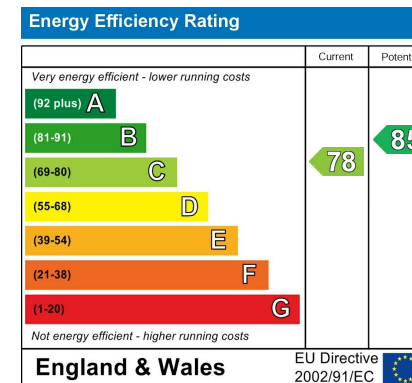 Energy Efficiency Rating
Current Potent
Very energy efficient - lower running costs
(92 plus) A
(81-91) B
85
(69-80) C
78
(55-68) D
(39-54) E
(21-38) F
(1-20) G
Not energy efficient - higher running costs
England & Wales
EU Directive
2002/91/EC